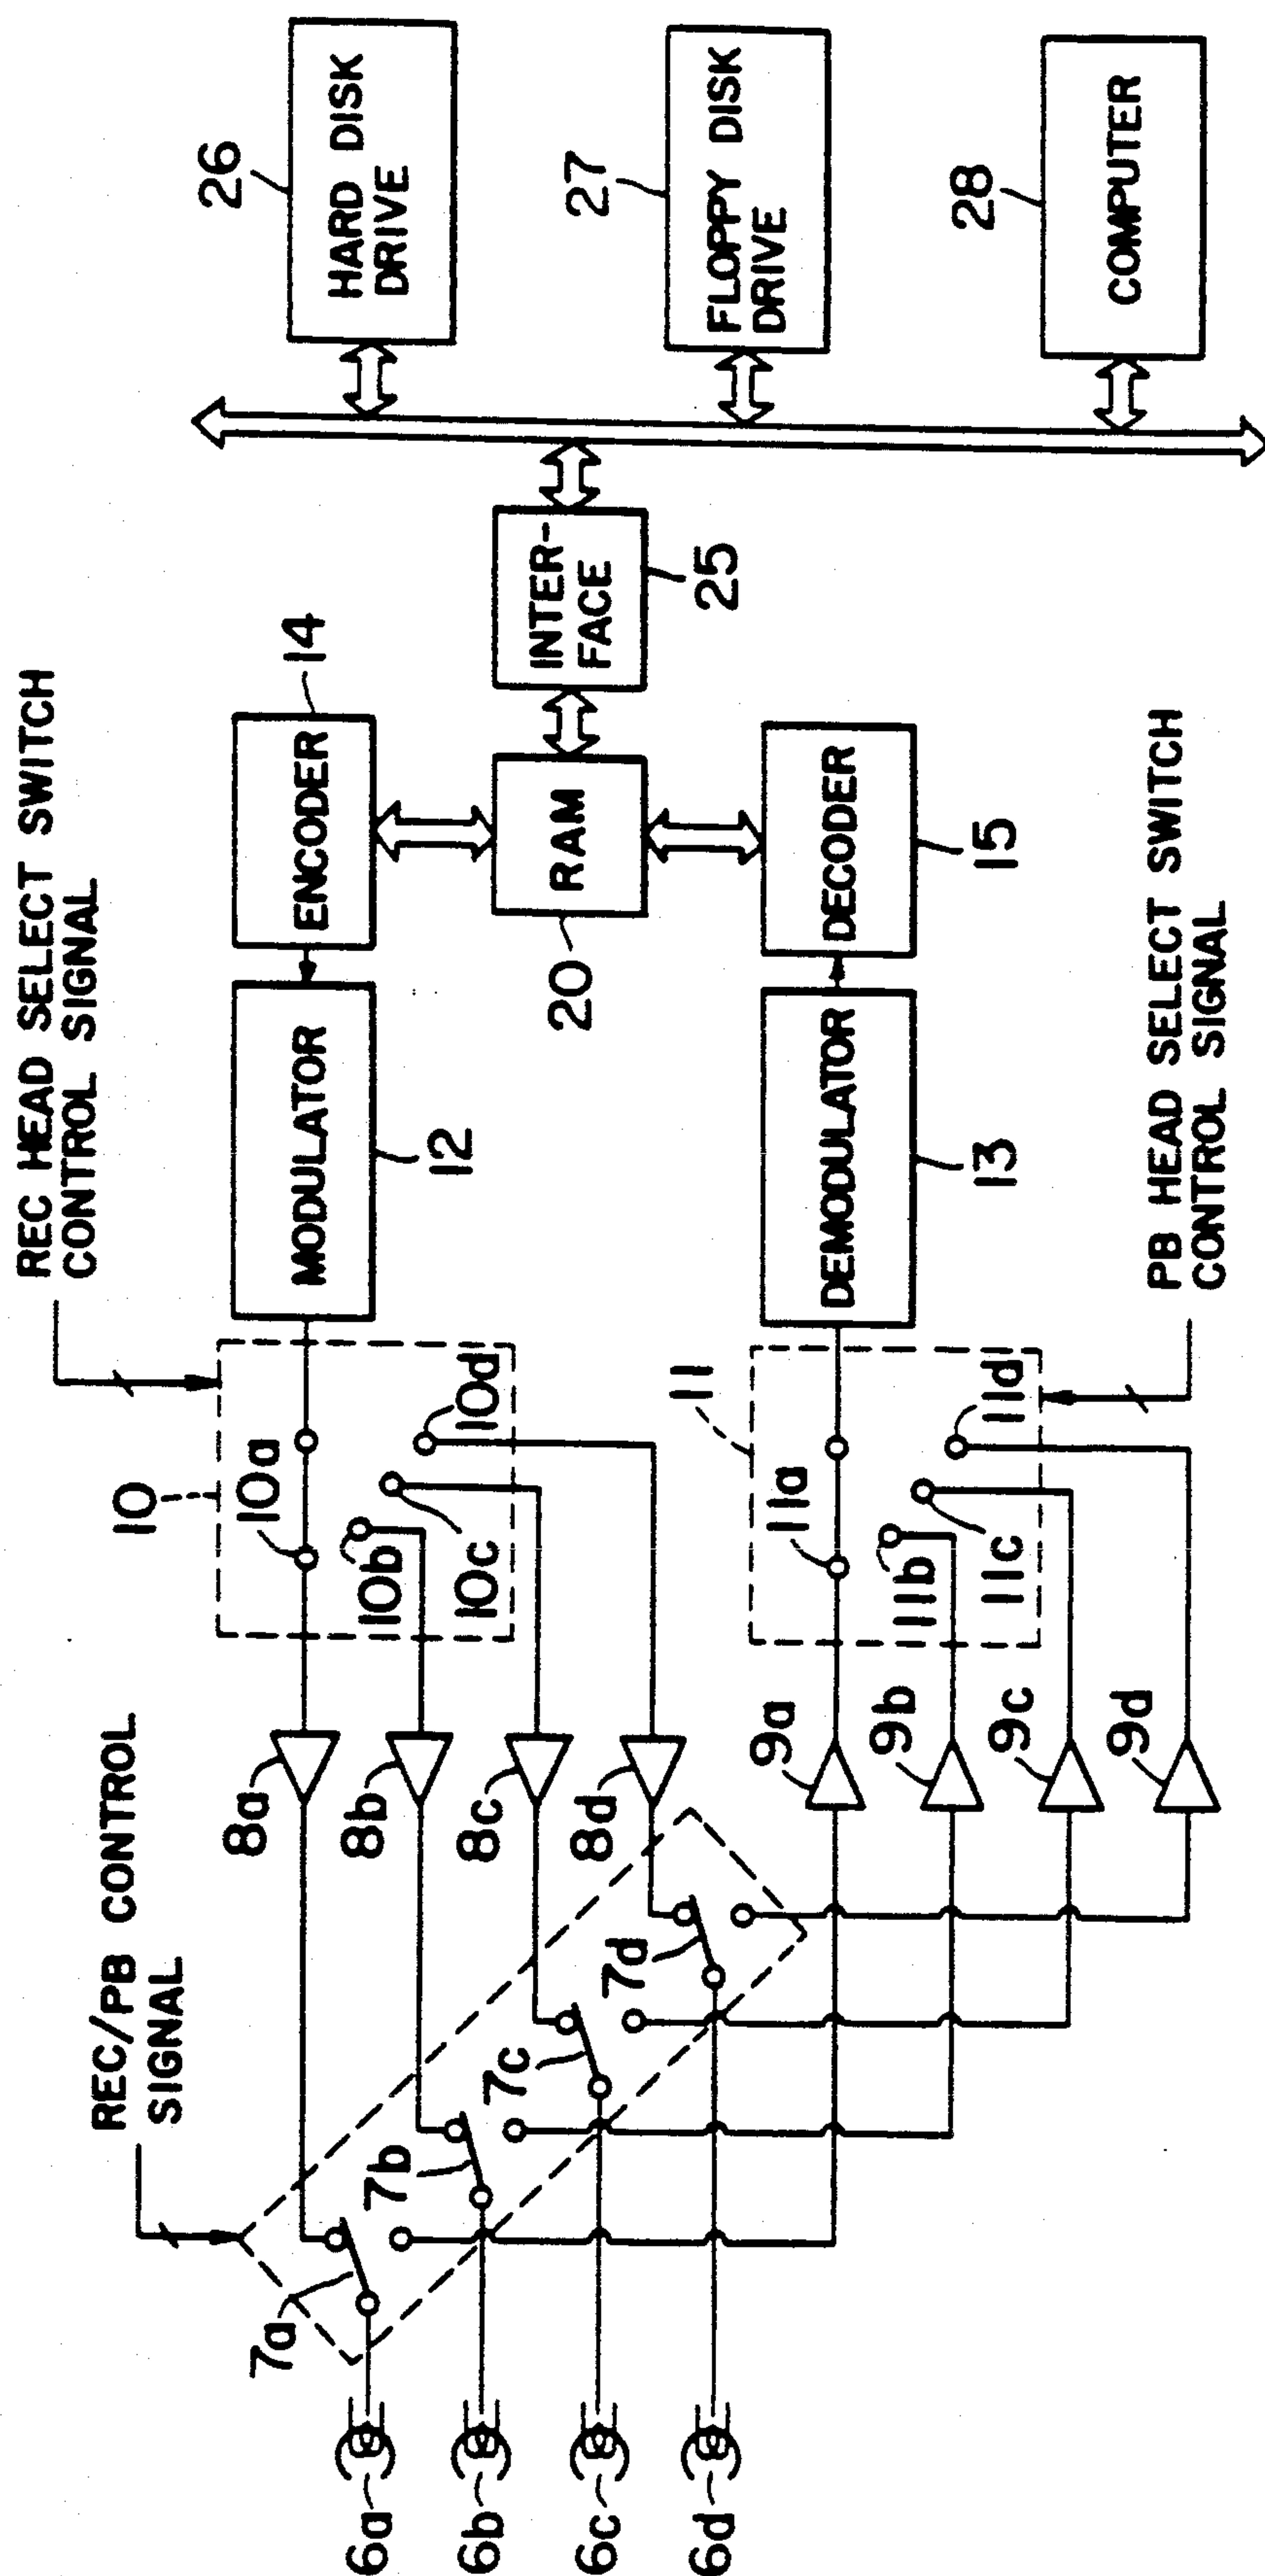 REC HEAD SELECT SWITCH
CONTROL SIGNAL
REC/PB CONTROL
SIGNAL
26
HARD DISK
DRIVE
14
ENCODER
MODULATOR
12
10
10a
10b
10c
10d
8a
8b
8c
8d
7a
7b
7c
7d
6a
6b
6c
6d
27
FLOPPY DISK
DRIVE
INTER-
FACE
25
RAM
20
28
COMPUTER
DECODER
15
DEMODULATOR
13
11
11a
11b
11c
11d
9a
9b
9c
9d
PB HEAD SELECT SWITCH
CONTROL SIGNAL